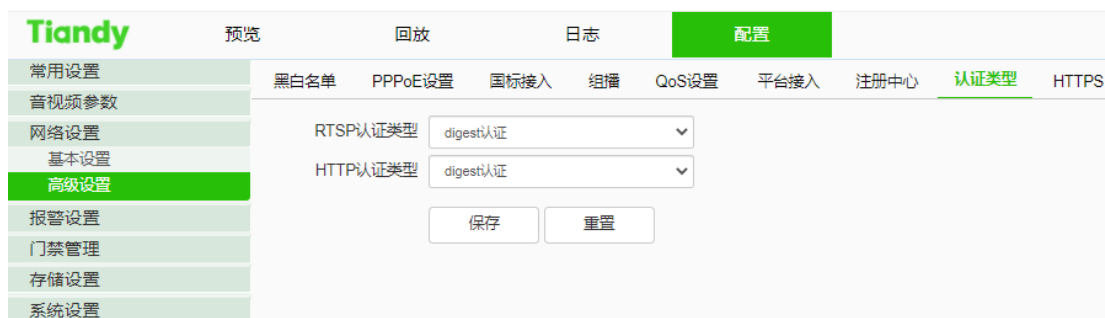 Tiandy 预览 回放 日志 配置
常用设置
音视频参数
网络设置
基本设置
高级设置
报警设置
门禁管理
存储设置
系统设置
黑白名单 PPPoE设置 国标接入 组播 QoS设置 平台接入 注册中心 认证类型 HTTPS
RTSP认证类型 digest认证
HTTP认证类型 digest认证
保存 重置